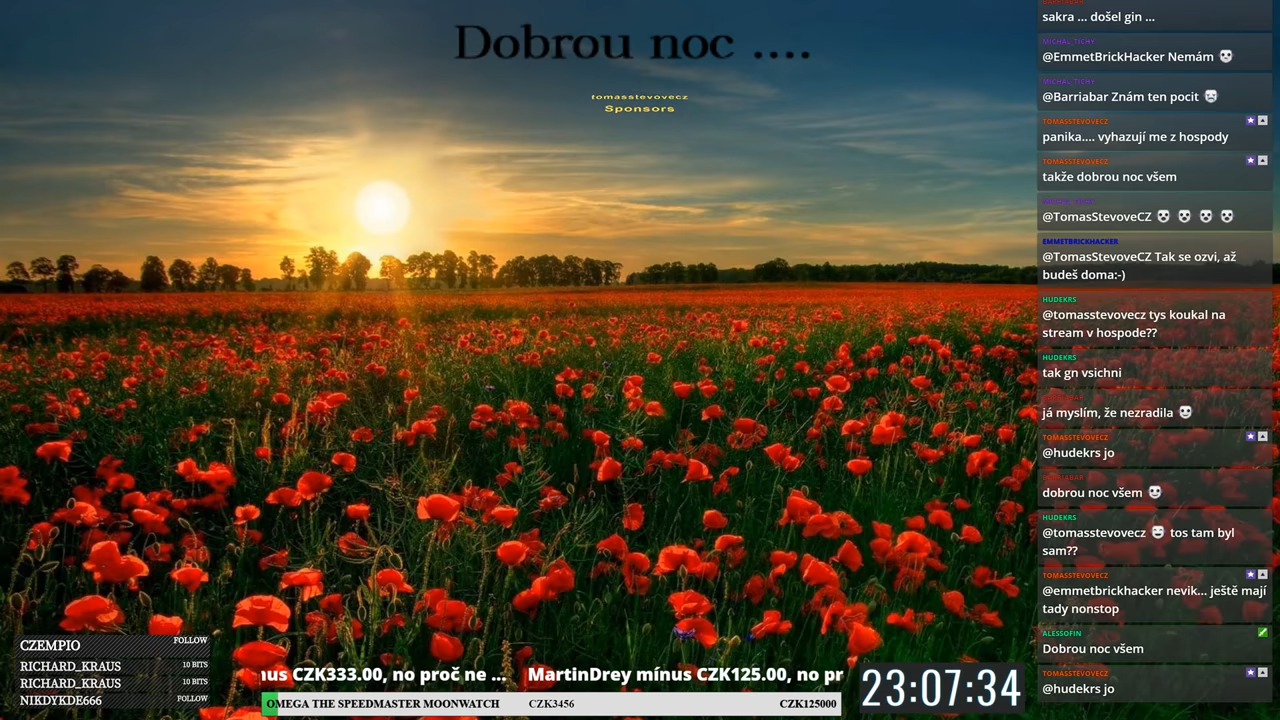 Dobrou noc ....
tomasstevovecz
Sponsors
sakra ... došel gin ...
MICHAL_TICHY
@EmmetBrickHacker Nemám
MICHAL_TICHY
@Barriabar Znám ten pocit
TOMASSTEVOVECZ
panika.... vyhazují me z hospody
TOMASSTEVOVECZ
takže dobrou noc všem
@TomasStevoveCZ
EMMETBRICKHACKER
@TomasStevoveCZ Tak se ozvi, až
budeš doma:-)
HUDEKRS
@tomasstevovecz tys koukal na
stream v hospode??
HUDEKRS
tak gn vsichni
já myslím, že nezradila
TOMASSTEVOVECZ
@hudekrs jo
dobrou noc všem
HUDEKRS
@tomasstevovecz tos tam byl
sam??
TOMASSTEVOVECZ
@emmetbrickhacker nevik... ještě mají
tady nonstop
ALESSOFIN
Dobrou noc všem
TOMASSTEVOVECZ
@hudekrs jo
CZEMPIO FOLLOW
RICHARD_KRAUS 10 BITS
RICHARD_KRAUS 10 BITS
NIKDYKDE666 FOLLOW
us CZK333.00, no proč ne ... MartinDrey mínus CZK125.00, no pr
OMEGA THE SPEEDMASTER MOONWATCH CZK3456 CZK125000
23:07:34